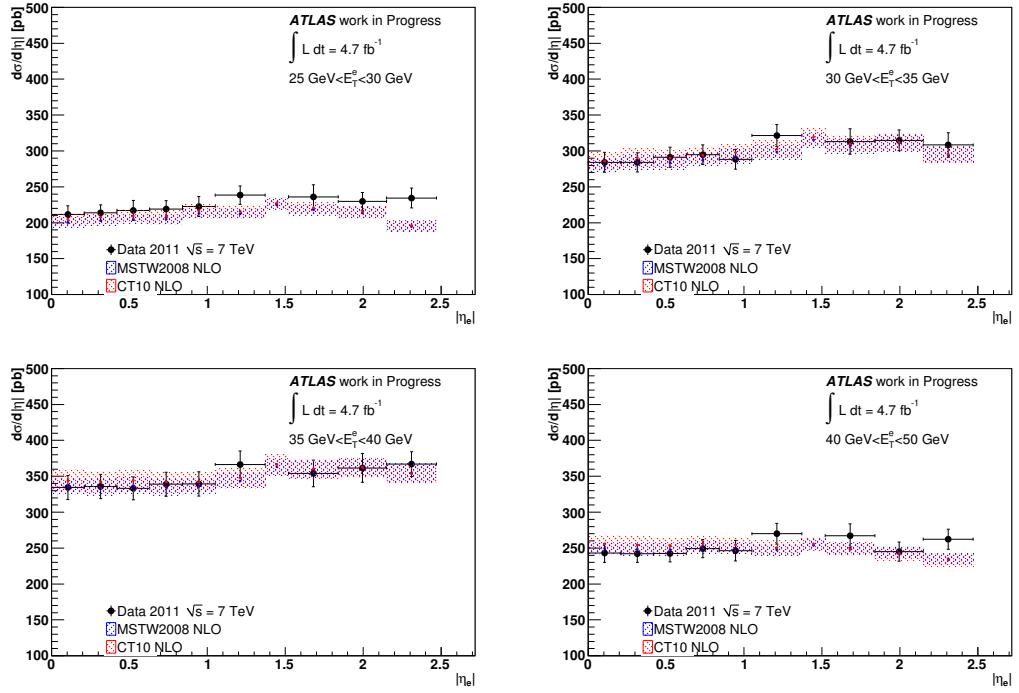 dσ/d|η| [pb]
500
450
400
350
300
250
200
150
100
ATLAS work in Progress
∫ L dt = 4.7 fb⁻¹
25 GeV<E_T^e<30 GeV
Data 2011 √s = 7 TeV
MSTW2008 NLO
CT10 NLO
0 0.5 1 1.5 2 2.5
|ηₑ|
dσ/d|η| [pb]
500
450
400
350
300
250
200
150
100
ATLAS work in Progress
∫ L dt = 4.7 fb⁻¹
30 GeV<E_T^e<35 GeV
Data 2011 √s = 7 TeV
MSTW2008 NLO
CT10 NLO
0 0.5 1 1.5 2 2.5
|ηₑ|
dσ/d|η| [pb]
500
450
400
350
300
250
200
150
100
ATLAS work in Progress
∫ L dt = 4.7 fb⁻¹
35 GeV<E_T^e<40 GeV
Data 2011 √s = 7 TeV
MSTW2008 NLO
CT10 NLO
0 0.5 1 1.5 2 2.5
|ηₑ|
dσ/d|η| [pb]
500
450
400
350
300
250
200
150
100
ATLAS work in Progress
∫ L dt = 4.7 fb⁻¹
40 GeV<E_T^e<50 GeV
Data 2011 √s = 7 TeV
MSTW2008 NLO
CT10 NLO
0 0.5 1 1.5 2 2.5
|ηₑ|